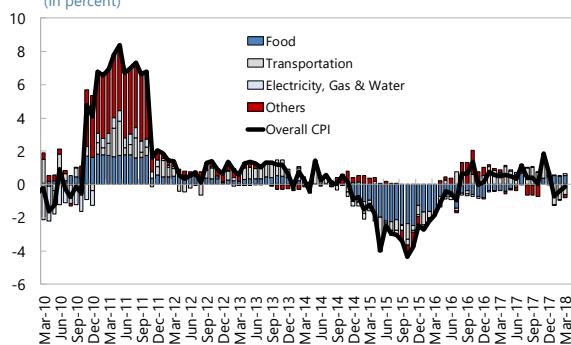 (In percent)
10
8
6
4
2
0
-2
-4
-6
Food
Transportation
Electricity, Gas & Water
Others
Overall CPI
Mar-10
Jun-10
Sep-10
Dec-10
Mar-11
Jun-11
Sep-11
Dec-11
Mar-12
Jun-12
Sep-12
Dec-12
Mar-13
Jun-13
Sep-13
Dec-13
Mar-14
Jun-14
Sep-14
Dec-14
Mar-15
Jun-15
Sep-15
Dec-15
Mar-16
Jun-16
Sep-16
Dec-16
Mar-17
Jun-17
Sep-17
Dec-17
Mar-18